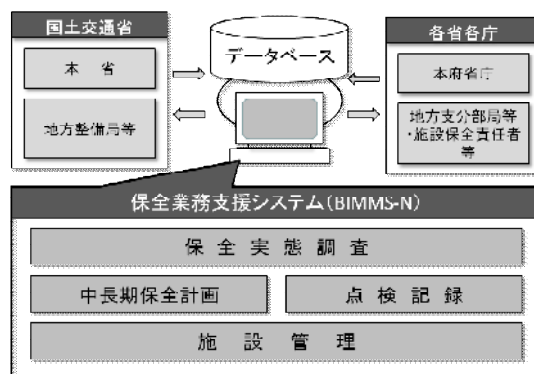 国土交通省
本 省
地方整備局等
データベース
各省各庁
本府省庁
地方支分部局等
・施設保全責任者
等
保全業務支援システム(BIMMS-N)
保 全 実 態 調 査
中長期保全計画
点 検 記 録
施 設 管 理